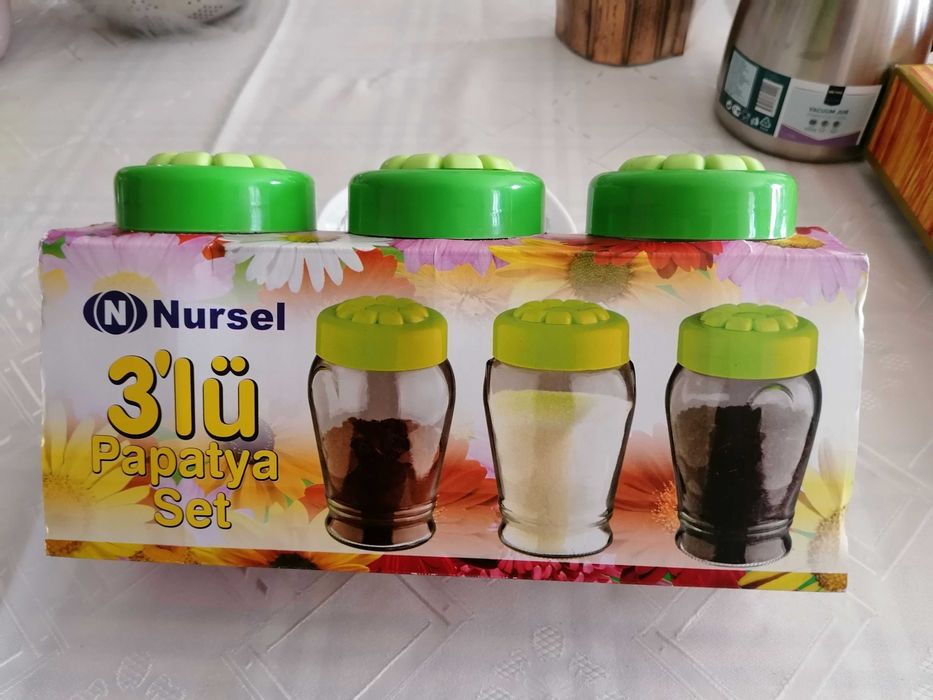 N Nursel
3'lü
Papatya
Set
VACUUM JUG